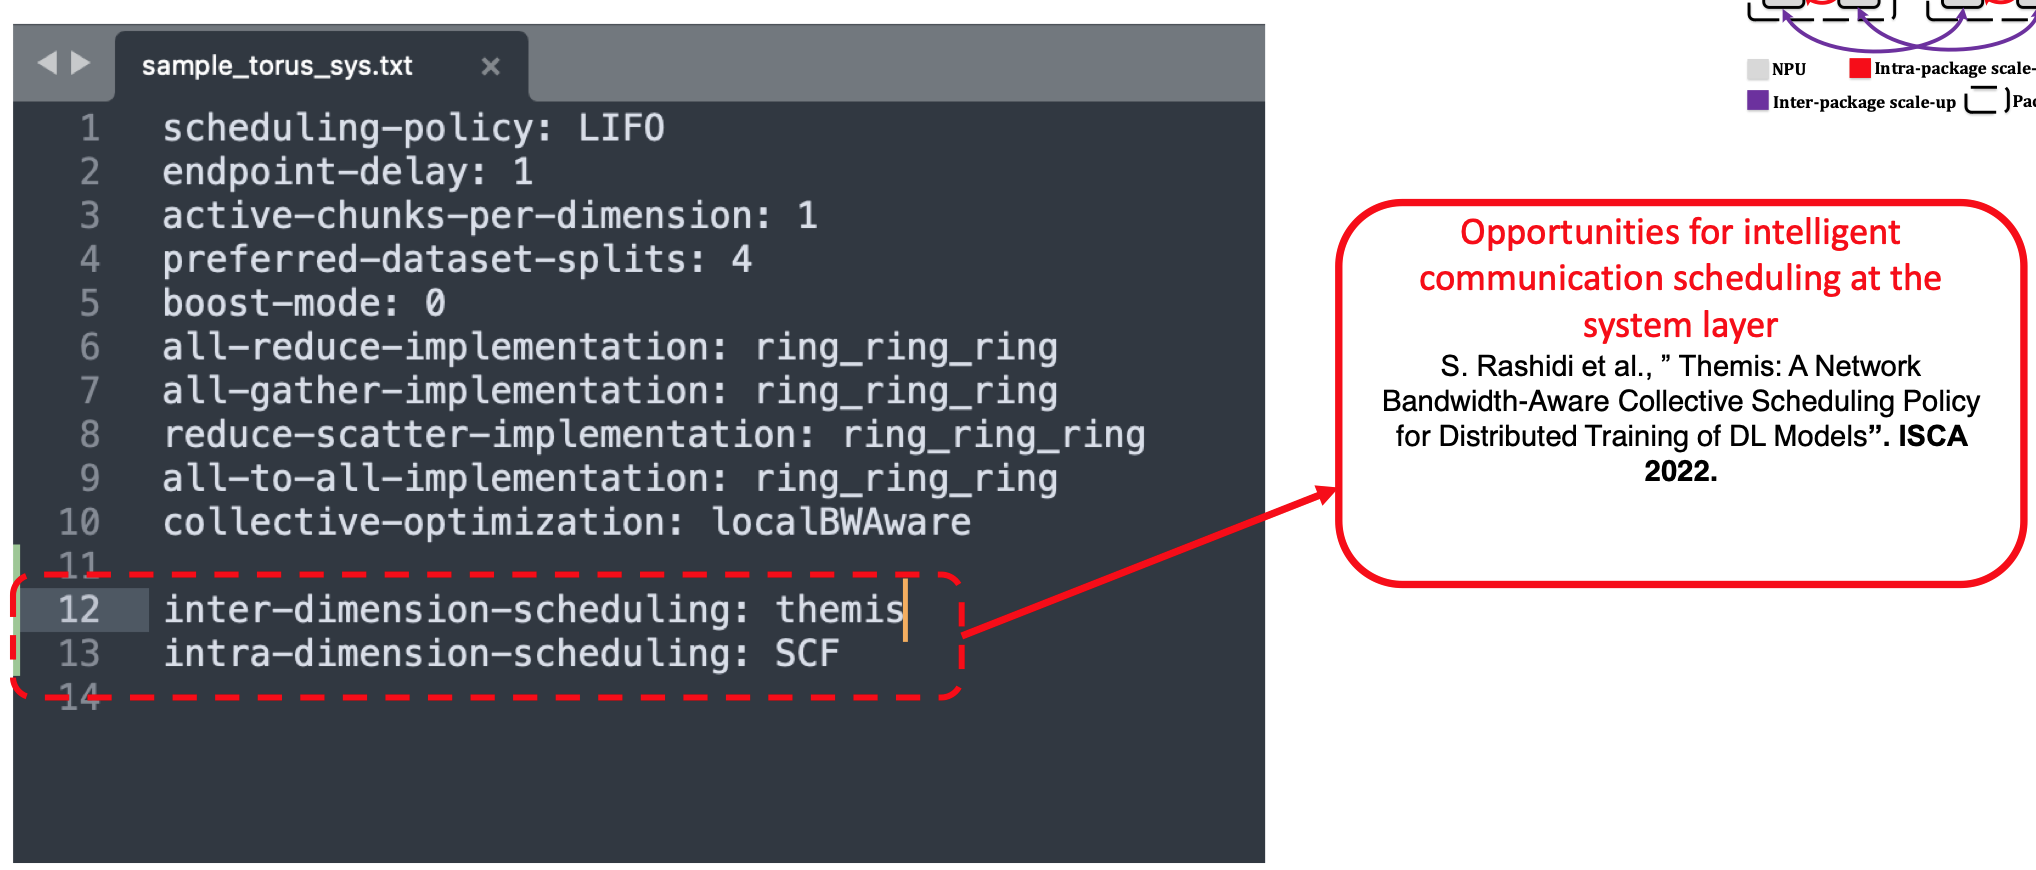 sample_torus_sys.txt
1 scheduling-policy: LIFO
2 endpoint-delay: 1
3 active-chunks-per-dimension: 1
4 preferred-dataset-splits: 4
5 boost-mode: 0
6 all-reduce-implementation: ring_ring_ring
7 all-gather-implementation: ring_ring_ring
8 reduce-scatter-implementation: ring_ring_ring
9 all-to-all-implementation: ring_ring_ring
10 collective-optimization: localBWAware
11
12 inter-dimension-scheduling: themis
13 intra-dimension-scheduling: SCF
14
NPU Intra-package scale-
Inter-package scale-up
Opportunities for intelligent
communication scheduling at the
system layer
S. Rashidi et al., ” Themis: A Network
Bandwidth-Aware Collective Scheduling Policy
for Distributed Training of DL Models”. ISCA
2022.